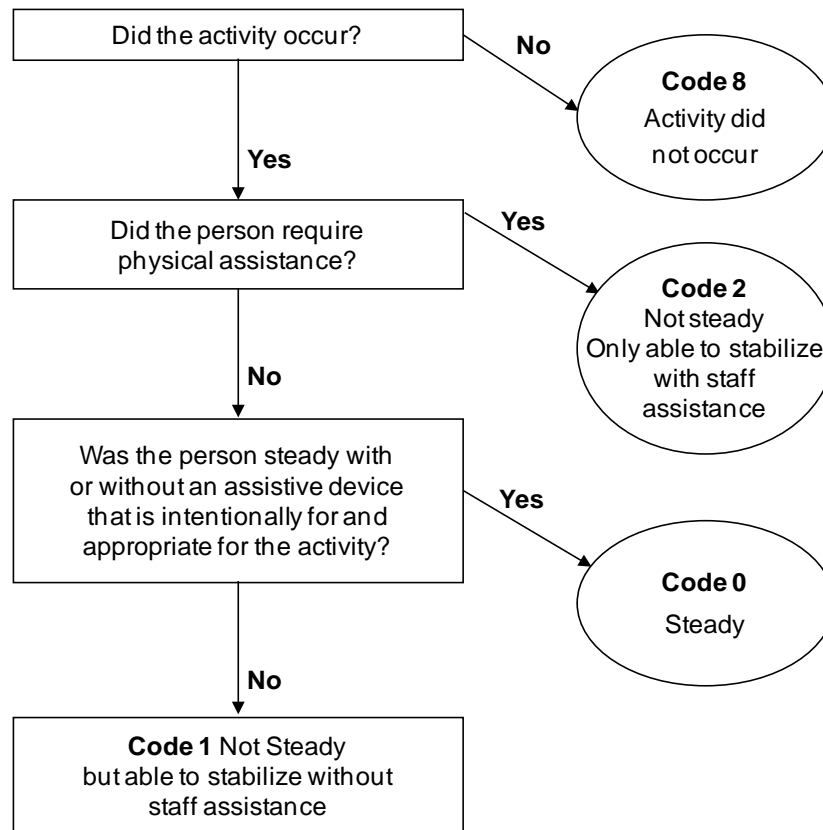 Did the activity occur?
No
Code 8
Activity did
not occur
Yes
Did the person require
physical assistance?
Yes
Code 2
Not steady
Only able to stabilize
with staff
assistance
No
Was the person steady with
or without an assistive device
that is intentionally for and
appropriate for the activity?
Yes
Code 0
Steady
No
Code 1 Not Steady
but able to stabilize without
staff assistance